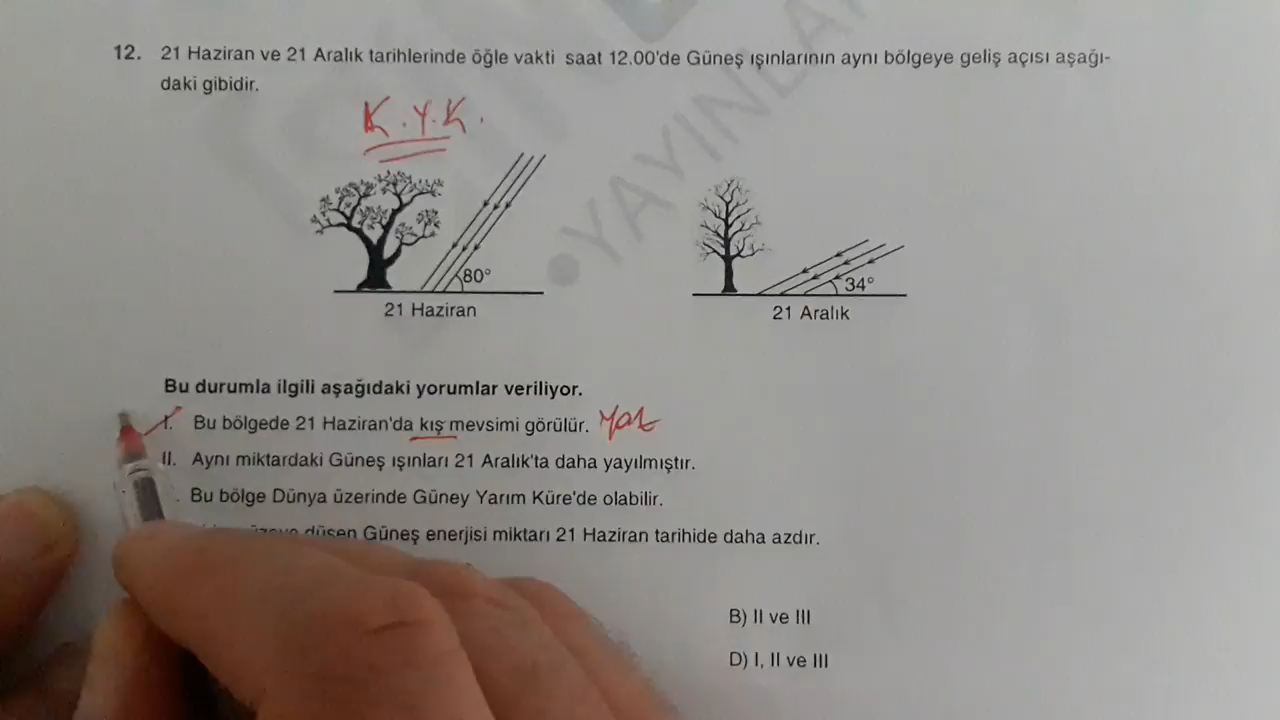 12. 21 Haziran ve 21 Aralık tarihlerinde öğle vakti saat 12.00'de Güneş ışınlarının aynı bölgeye geliş açısı aşağı-
daki gibidir.
K.Y.K.
80°
34°
21 Haziran
21 Aralık
Bu durumla ilgili aşağıdaki yorumlar veriliyor.
I. Bu bölgede 21 Haziran'da kış mevsimi görülür. Yaz
II. Aynı miktardaki Güneş ışınları 21 Aralık'ta daha yayılmıştır.
Bu bölge Dünya üzerinde Güney Yarım Küre'de olabilir.
düşen Güneş enerjisi miktarı 21 Haziran tarihide daha azdır.
B) II ve III
D) I, II ve III
YAYINLA